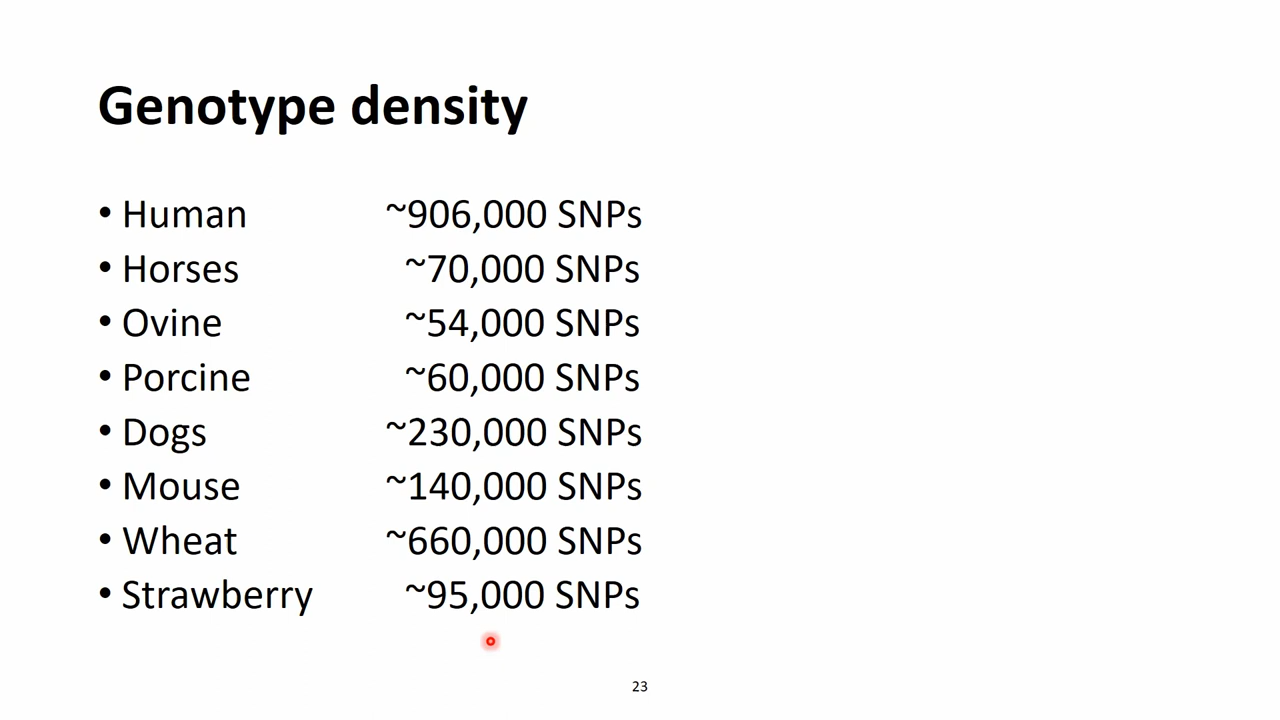 Genotype density
• Human ~906,000 SNPs
• Horses ~70,000 SNPs
• Ovine ~54,000 SNPs
• Porcine ~60,000 SNPs
• Dogs ~230,000 SNPs
• Mouse ~140,000 SNPs
• Wheat ~660,000 SNPs
• Strawberry ~95,000 SNPs
23